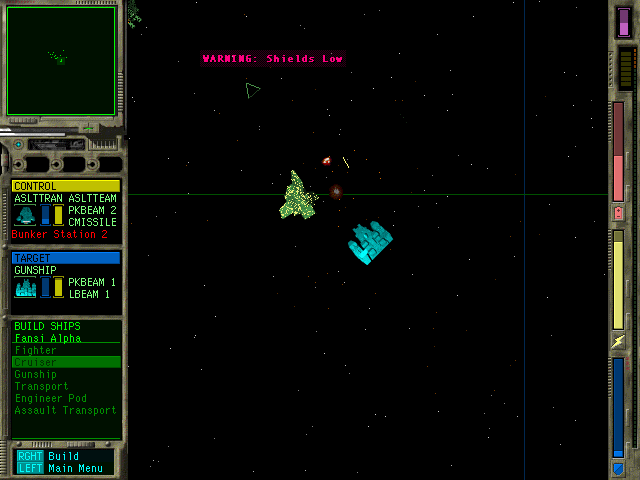 WARNING: Shields Low
CONTROL
ASLTTRAN ASLTTEAM
PKBEAM 2
CMISSILE
Bunker Station 2
TARGET
GUNSHIP
PKBEAM 1
LBEAM 1
BUILD SHIPS
Fansi Alpha
Fighter
Cruiser
Gunship
Transport
Engineer Pod
Assault Transport
RGHT Build
LEFT Main Menu